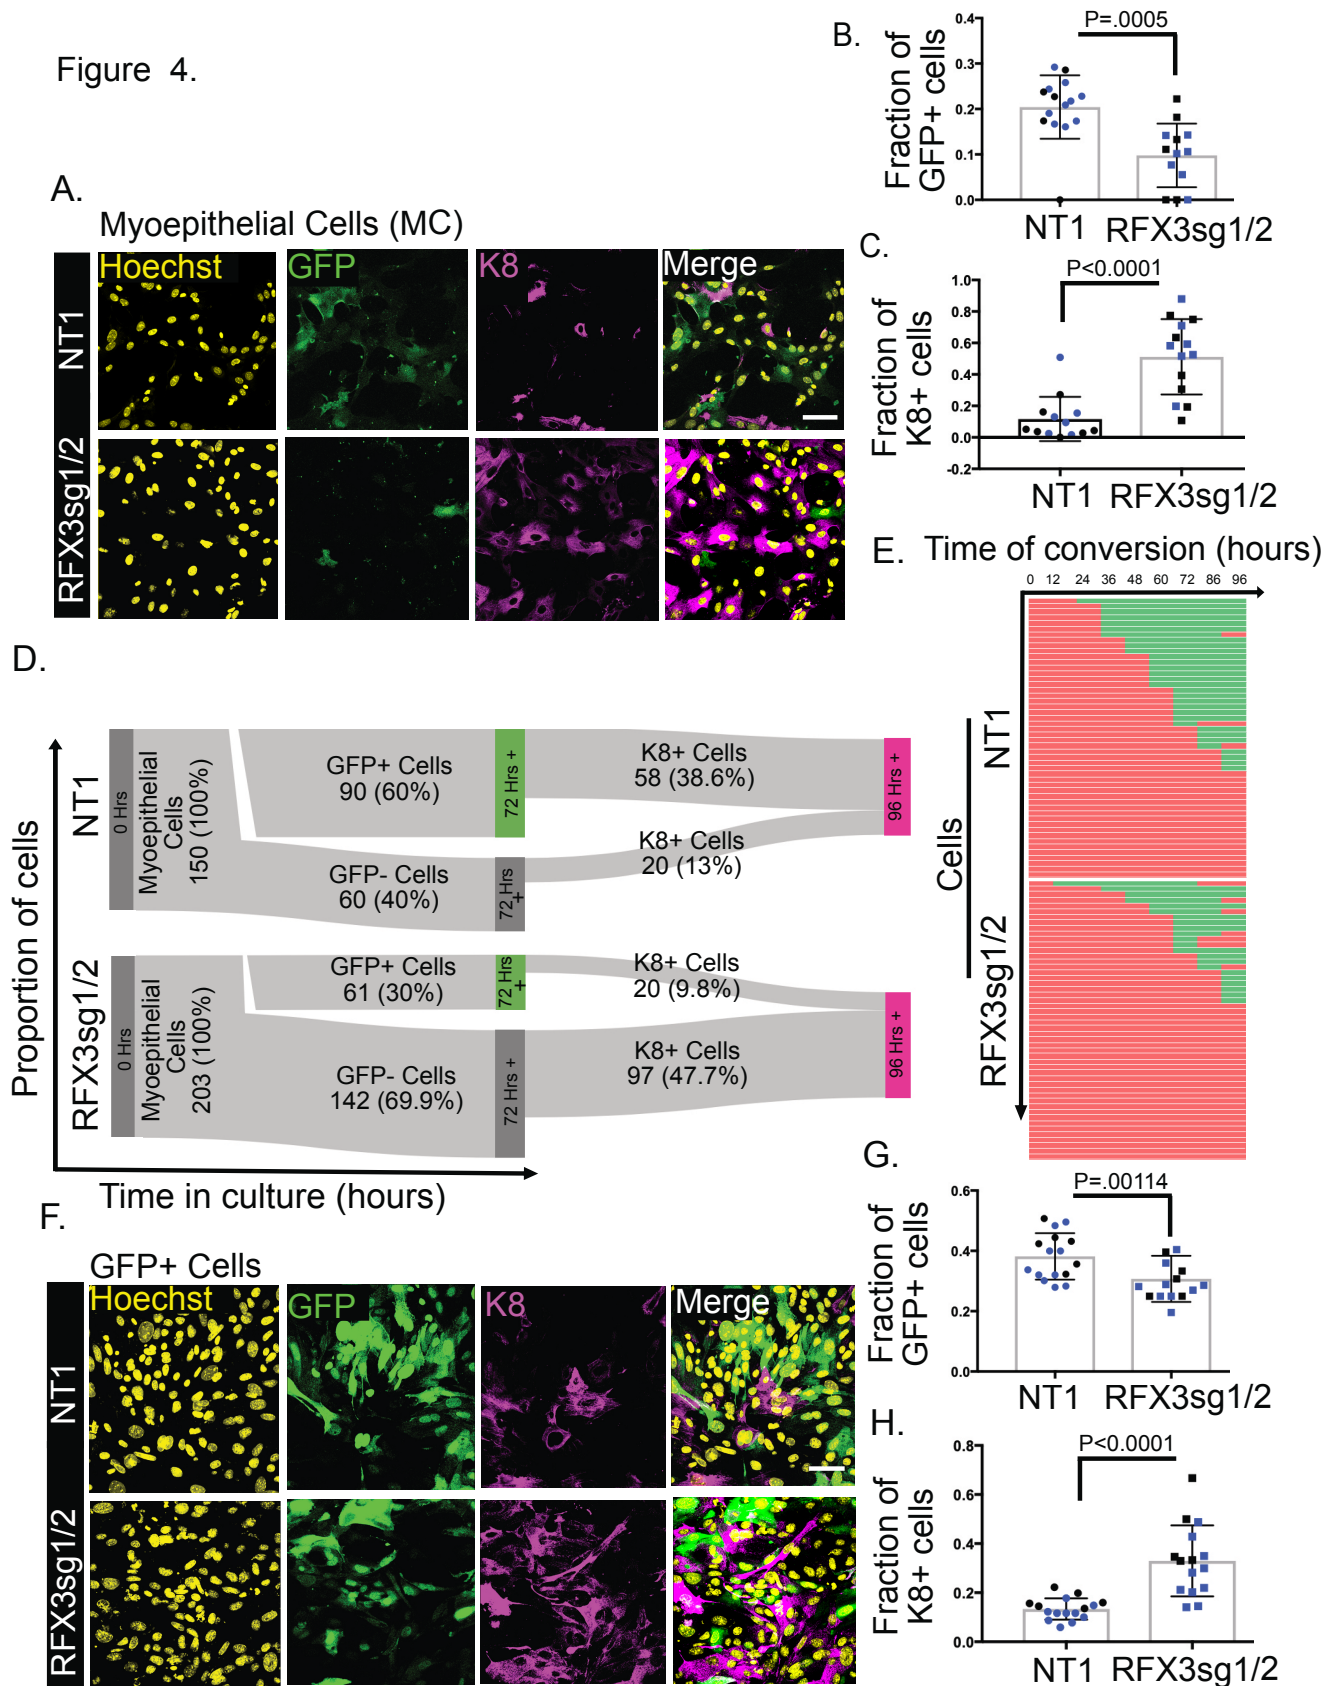 Figure 4.
A.
Myoepithelial Cells (MC)
Hoechst
GFP
K8
Merge
NT1
RFX3sg1/2
B.
Fraction of
GFP+ cells
P=.0005
0.4
0.3
0.2
0.1
0.0
NT1
RFX3sg1/2
C.
Fraction of
K8+ cells
P<0.0001
1.0
0.8
0.6
0.4
0.2
0.0
-0.2
NT1
RFX3sg1/2
D.
Proportion of cells
NT1
0 Hrs
Myoepithelial
Cells
150 (100%)
GFP+ Cells
90 (60%)
72 Hrs +
K8+ Cells
58 (38.6%)
96 Hrs +
GFP- Cells
60 (40%)
72 Hrs
+
K8+ Cells
20 (13%)
RFX3sg1/2
0 Hrs
Myoepithelial
Cells
203 (100%)
GFP+ Cells
61 (30%)
72 Hrs
+
K8+ Cells
20 (9.8%)
GFP- Cells
142 (69.9%)
72 Hrs +
K8+ Cells
97 (47.7%)
96 Hrs +
Time in culture (hours)
E.
Time of conversion (hours)
0 12 24 36 48 60 72 86 96
Cells
NT1
RFX3sg1/2
F.
GFP+ Cells
Hoechst
GFP
K8
Merge
NT1
RFX3sg1/2
G.
Fraction of
GFP+ cells
P=.00114
0.6
0.4
0.2
0.0
NT1
RFX3sg1/2
H.
Fraction of
K8+ cells
P<0.0001
0.8
0.6
0.4
0.2
0.0
NT1
RFX3sg1/2